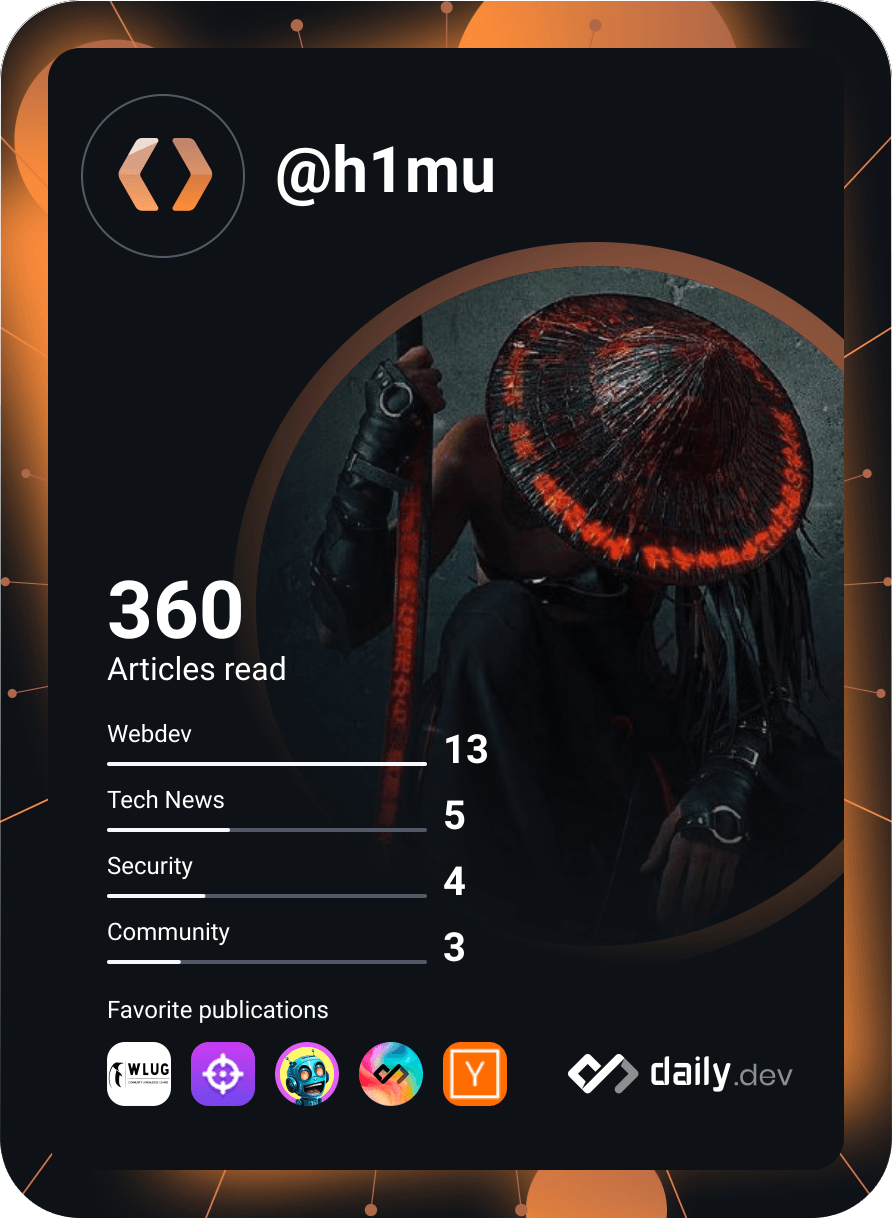 @h1mu
360
Articles read
Webdev
13
Tech News
5
Security
4
Community
3
Favorite publications
WLUG
Y
daily.dev